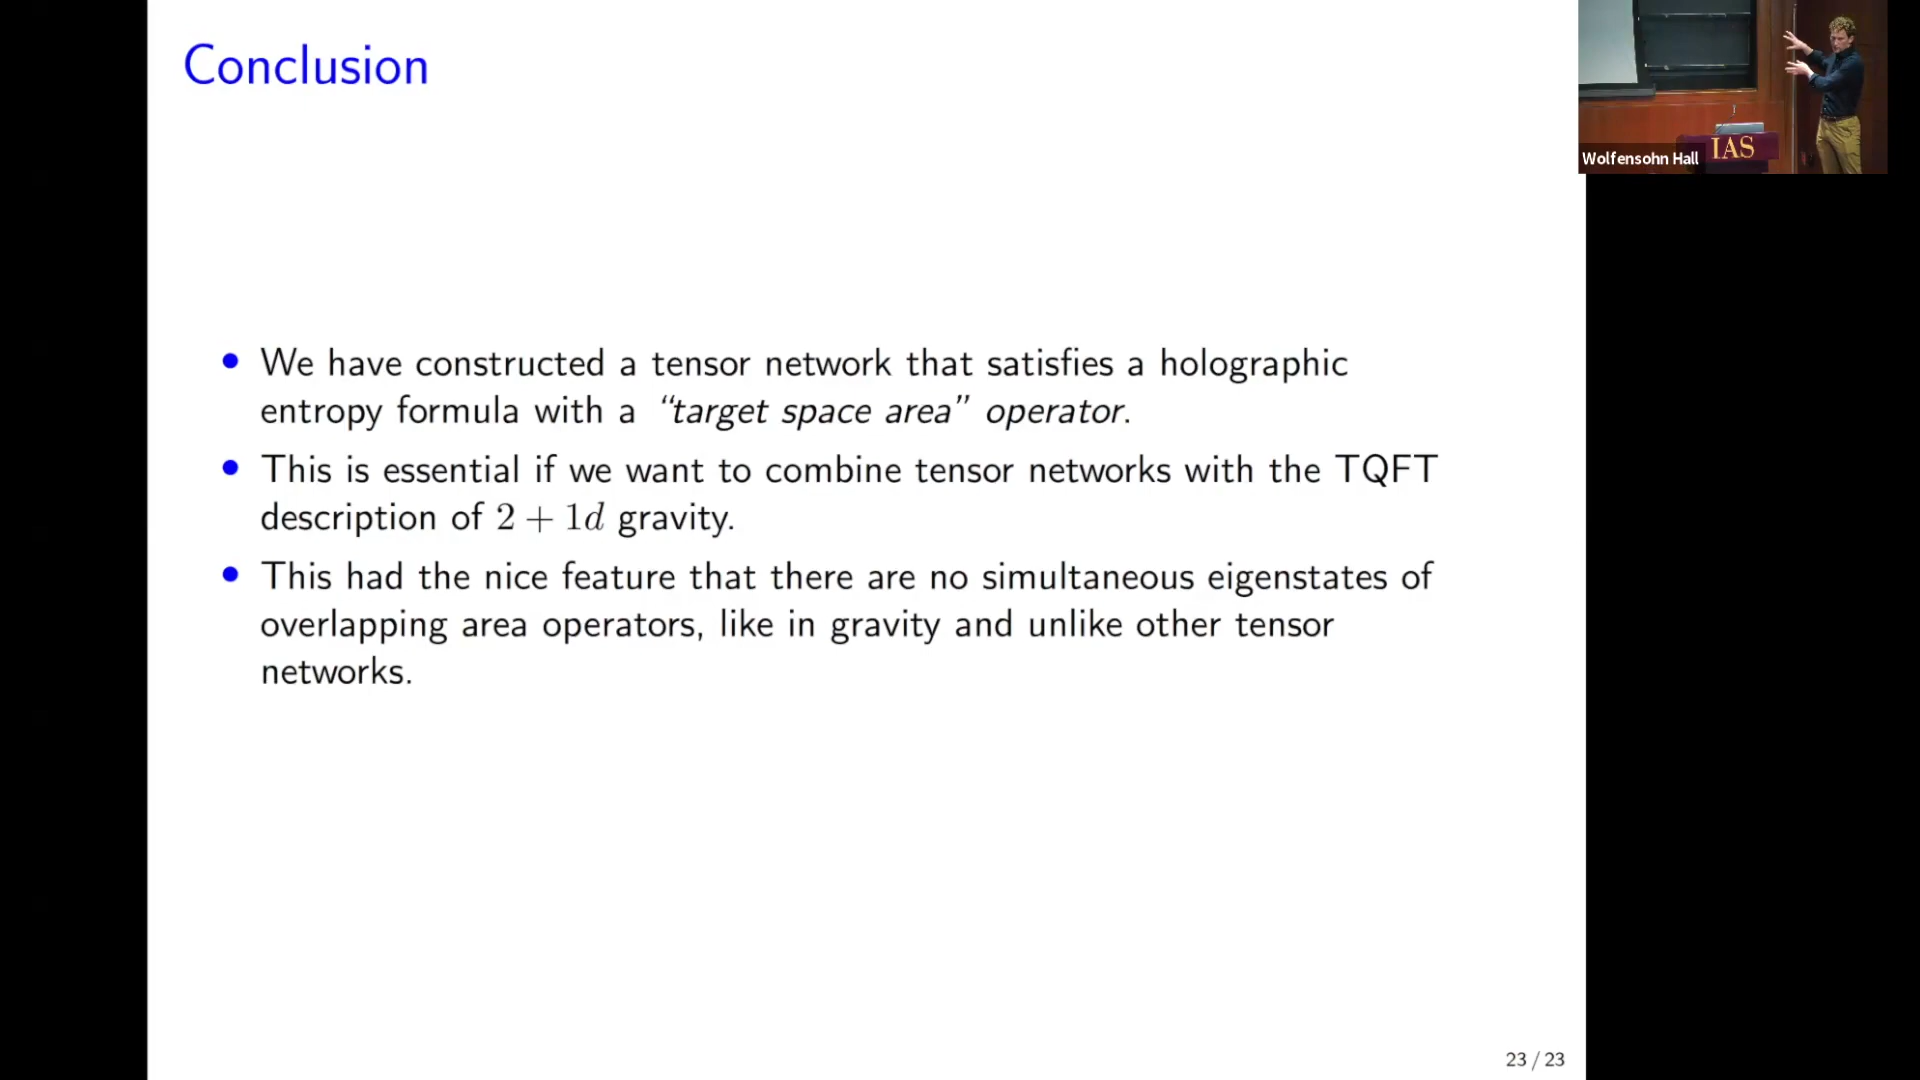 Conclusion
IAS
Wolfensohn Hall
• We have constructed a tensor network that satisfies a holographic
entropy formula with a “target space area” operator.
• This is essential if we want to combine tensor networks with the TQFT
description of 2 + 1d gravity.
• This had the nice feature that there are no simultaneous eigenstates of
overlapping area operators, like in gravity and unlike other tensor
networks.
23 / 23